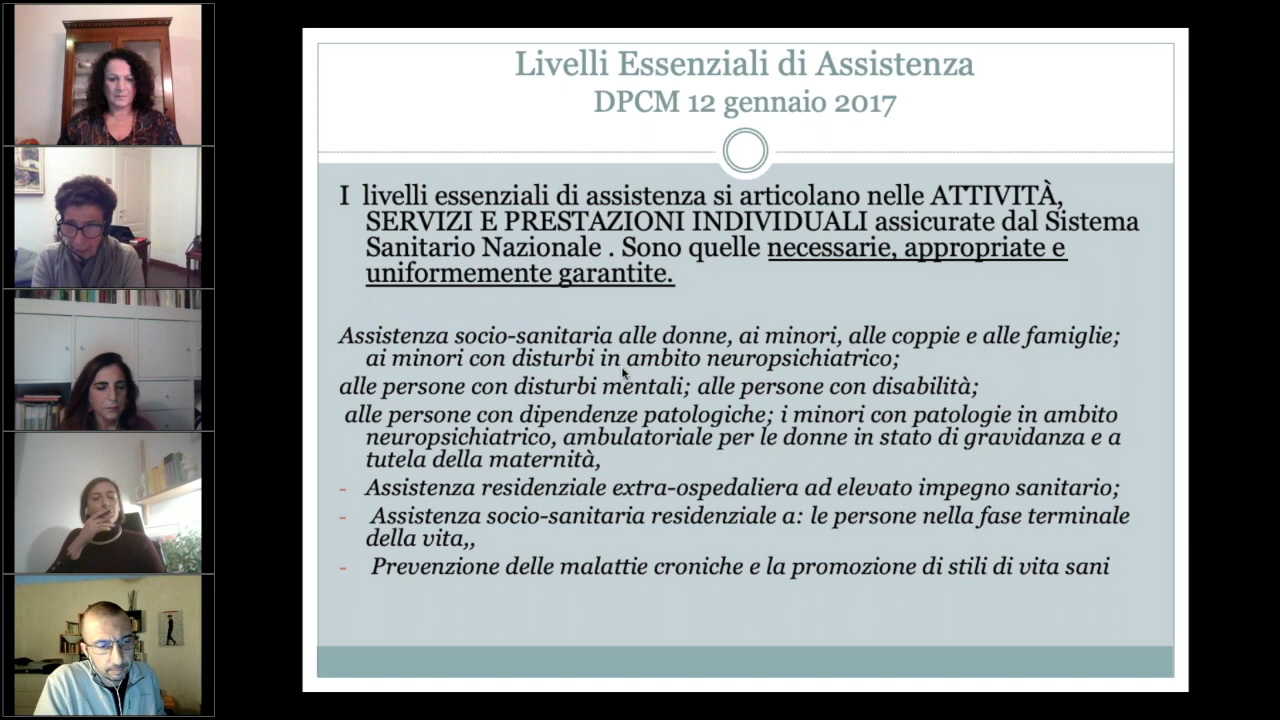 Livelli Essenziali di Assistenza
DPCM 12 gennaio 2017
I livelli essenziali di assistenza si articolano nelle ATTIVITÀ,
SERVIZI E PRESTAZIONI INDIVIDUALI assicurate dal Sistema
Sanitario Nazionale . Sono quelle necessarie, appropriate e
uniformemente garantite.
Assistenza socio-sanitaria alle donne, ai minori, alle coppie e alle famiglie;
ai minori con disturbi in ambito neuropsichiatrico;
alle persone con disturbi mentali; alle persone con disabilità;
alle persone con dipendenze patologiche; i minori con patologie in ambito
neuropsichiatrico, ambulatoriale per le donne in stato di gravidanza e a
tutela della maternità,
- Assistenza residenziale extra-ospedaliera ad elevato impegno sanitario;
- Assistenza socio-sanitaria residenziale a: le persone nella fase terminale
della vita,,
- Prevenzione delle malattie croniche e la promozione di stili di vita sani